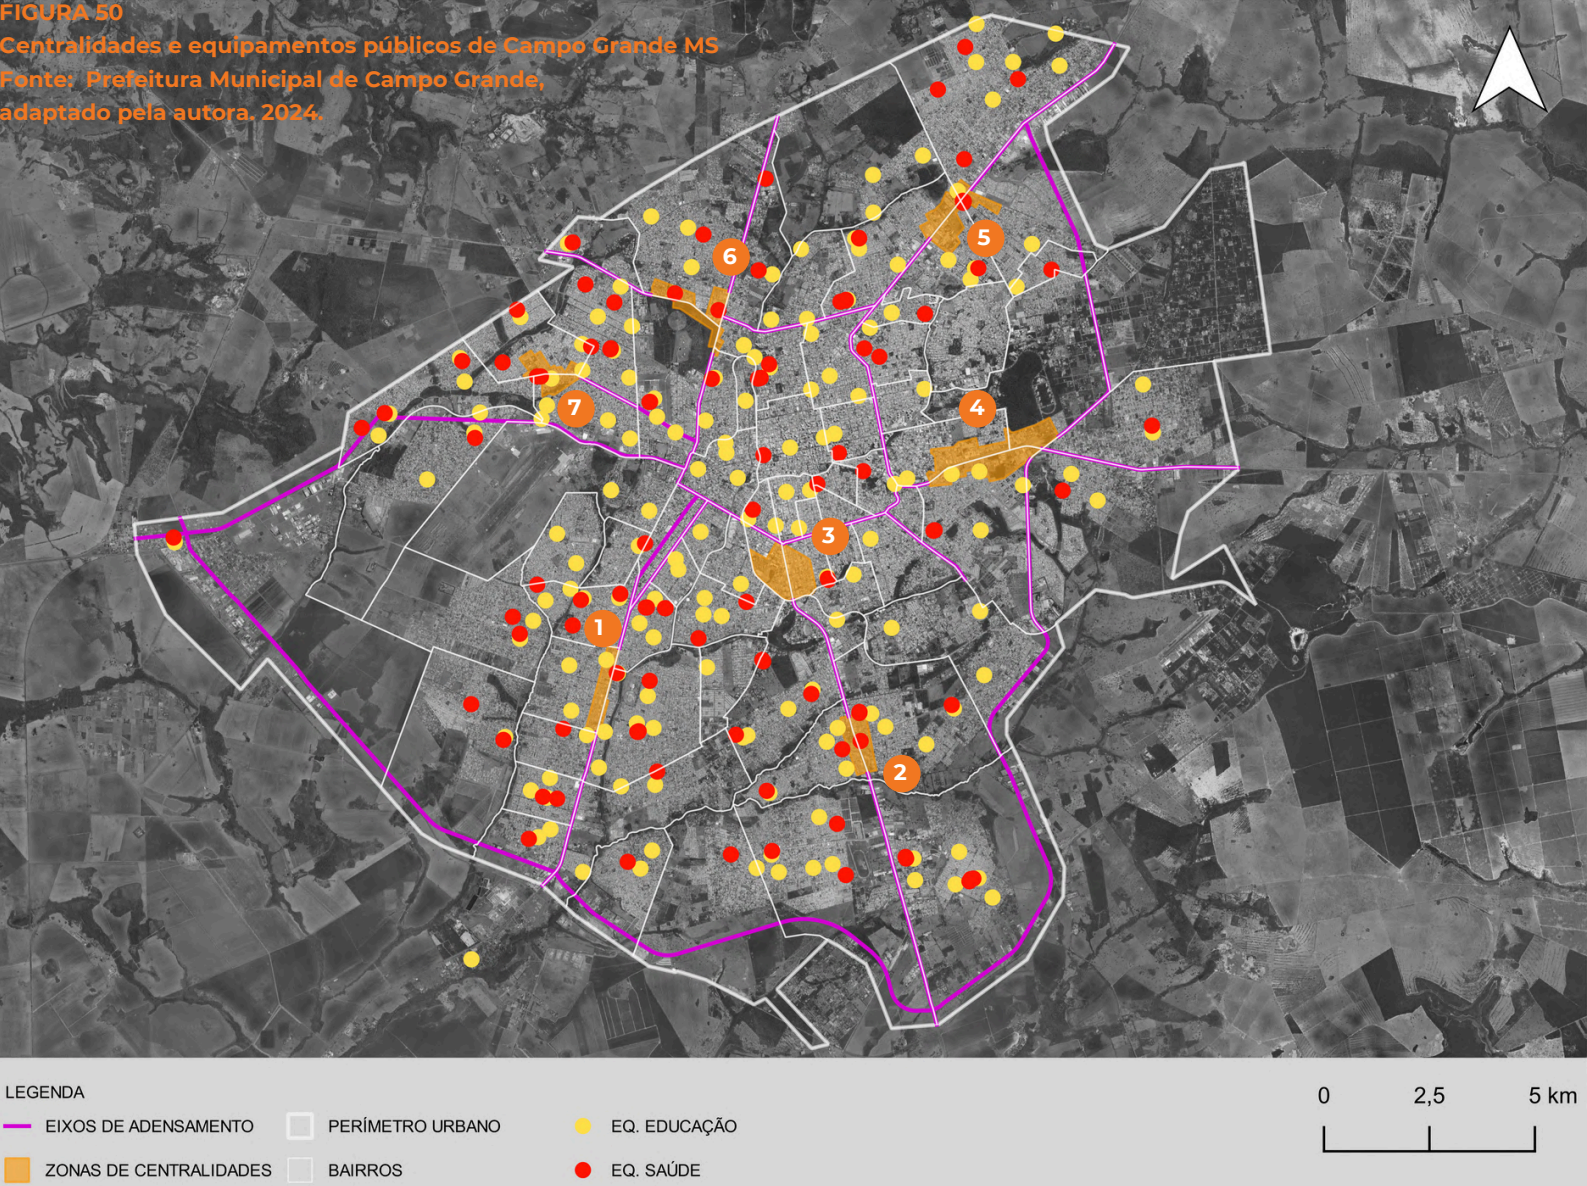 FIGURA 50
Centralidades e equipamentos públicos de Campo Grande MS
Fonte: Prefeitura Municipal de Campo Grande,
adaptado pela autora. 2024.
5
6
7
4
3
1
2
LEGENDA
EIXOS DE ADENSAMENTO
PERÍMETRO URBANO
EQ. EDUCAÇÃO
ZONAS DE CENTRALIDADES
BAIRROS
EQ. SAÚDE
0 2,5 5 km